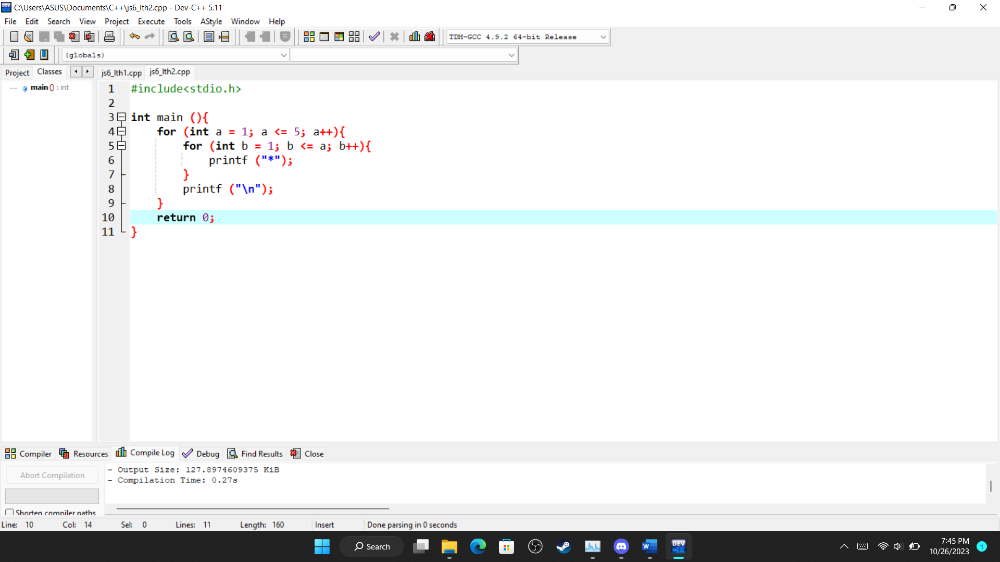 C:\Users\ASUS\Documents\C++\js6_lth2.cpp - Dev-C++ 5.11
File Edit Search View Project Execute Tools AStyle Window Help
TDM-GCC 4.9.2 64-bit Release
(globals)
Project Classes js6_lth1.cpp js6_lth2.cpp
main () : int
1 #include<stdio.h>
2
3 int main (){
4 for (int a = 1; a <= 5; a++){
5 for (int b = 1; b <= a; b++){
6 printf ("*");
7 }
8 printf ("\n");
9 }
10 return 0;
11 }
Compiler Resources Compile Log Debug Find Results Close
Abort Compilation
- Output Size: 127.8974609375 KiB
- Compilation Time: 0.27s
Shorten compiler paths
Line: 10 Col: 14 Sel: 0 Lines: 11 Length: 160 Insert Done parsing in 0 seconds
Search
DEV
C++
7:45 PM
10/26/2023
1